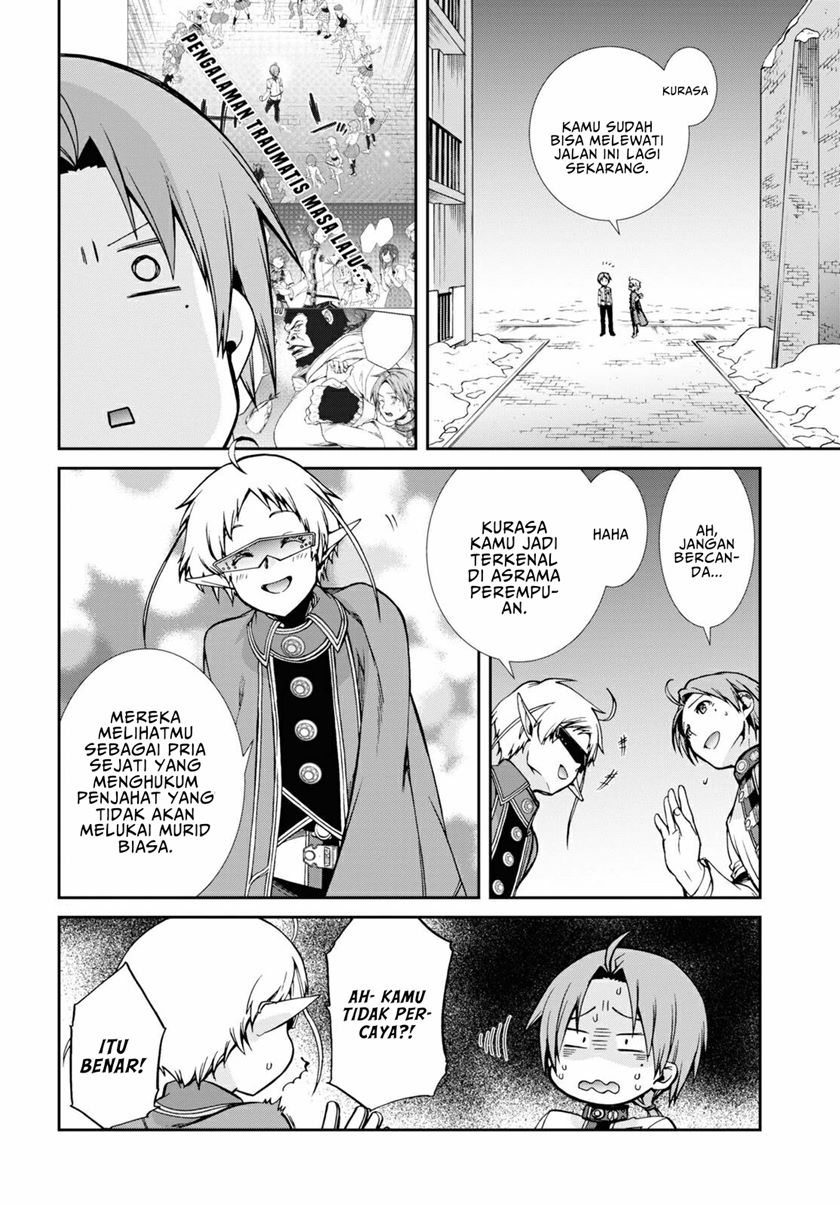 KURASA
KAMU SUDAH
BISA MELEWATI
JALAN INI LAGI
SEKARANG.
PENGALAMAN TRAUMATIS MASA LALU...
AH,
JANGAN
BERCAN-
DA...
HAHA
KURASA
KAMU JADI
TERKENAL
DI ASRAMA
PEREMPU-
AN.
MEREKA
MELIHATMU
SEBAGAI PRIA
SEJATI YANG
MENGHUKUM
PENJAHAT YANG
TIDAK AKAN
MELUKAI MURID
BIASA.
AH- KAMU
TIDAK PER-
CAYA?!
ITU
BENAR!